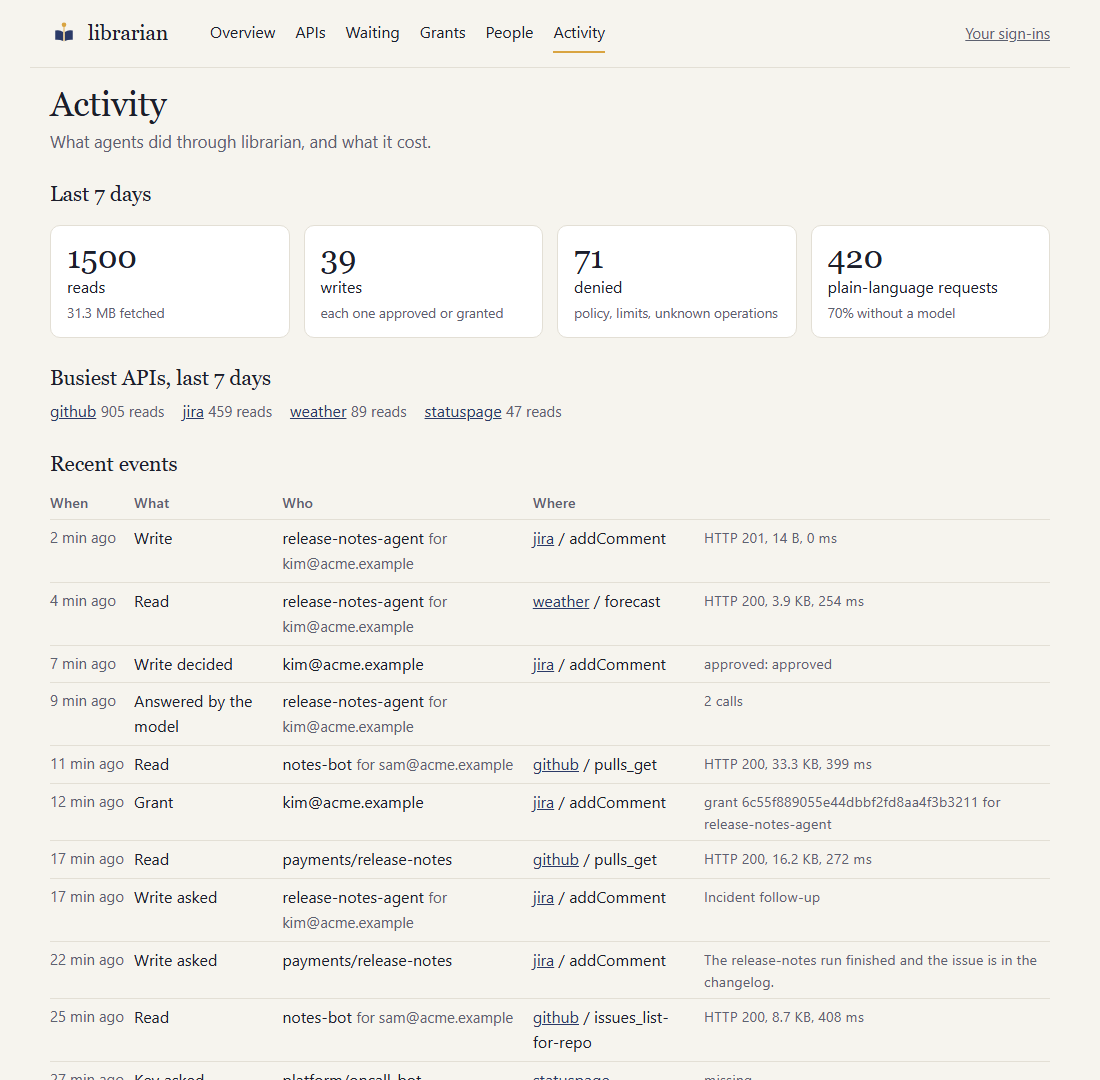 librarian Overview APIs Waiting Grants People Activity Your sign-ins
Activity
What agents did through librarian, and what it cost.
Last 7 days
1500 39 71 420
reads writes denied plain-language requests
31.3 MB fetched each one approved or granted policy, limits, unknown operations 70% without a model
Busiest APIs, last 7 days
github 905 reads jira 459 reads weather 89 reads statuspage 47 reads
Recent events
When What Who Where
2 min ago Write release-notes-agent for jira / addComment HTTP 201, 14 B, 0 ms
kim@acme.example
4 min ago Read release-notes-agent for weather / forecast HTTP 200, 3.9 KB, 254 ms
kim@acme.example
7 min ago Write decided kim@acme.example jira / addComment approved: approved
9 min ago Answered by the release-notes-agent for 2 calls
model kim@acme.example
11 min ago Read notes-bot for sam@acme.example github / pulls_get HTTP 200, 33.3 KB, 399 ms
12 min ago Grant kim@acme.example jira / addComment grant 6c55f889055e44dbbf2fd8aa4f3b3211 for
release-notes-agent
17 min ago Read payments/release-notes github / pulls_get HTTP 200, 16.2 KB, 272 ms
17 min ago Write asked release-notes-agent for jira / addComment Incident follow-up
kim@acme.example
22 min ago Write asked payments/release-notes jira / addComment The release-notes run finished and the issue is in the
changelog.
25 min ago Read notes-bot for sam@acme.example github / issues_list- HTTP 200, 8.7 KB, 408 ms
for-repo
27 min ago Key asked platform/oncall-bot statuspage missing